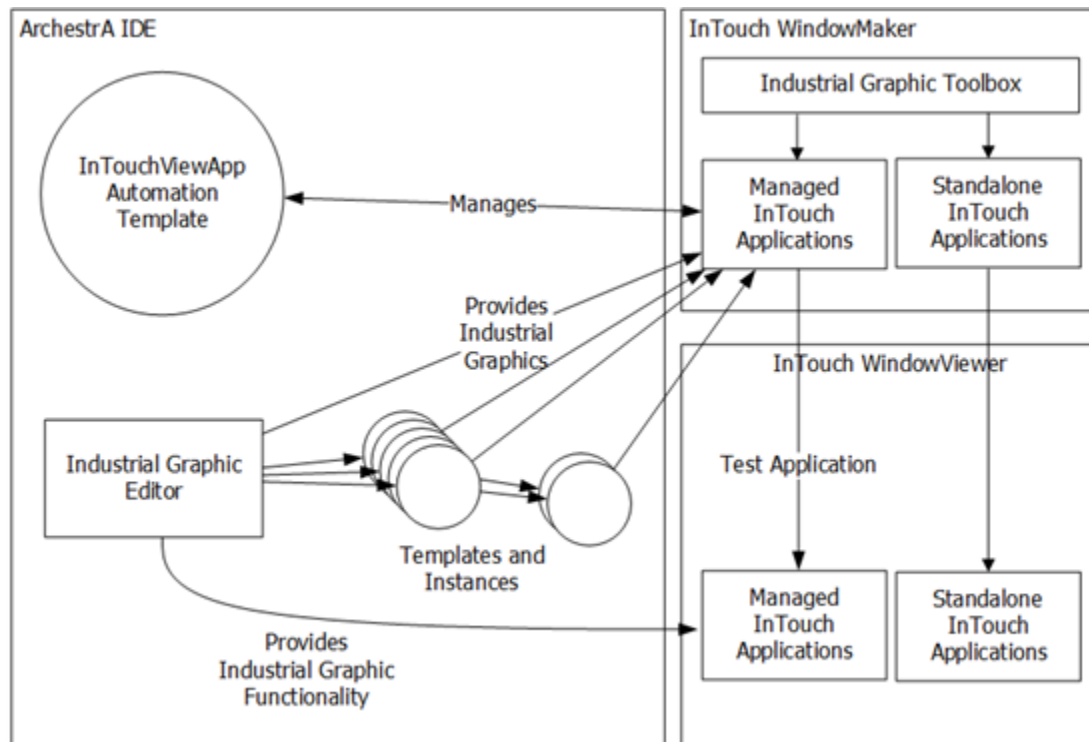 ArchestrA IDE
InTouchViewApp
Automation
Template
Manages
Provides
Industrial
Graphics
Industrial Graphic
Editor
Templates and
Instances
Provides
Industrial Graphic
Functionality
InTouch WindowMaker
Industrial Graphic Toolbox
Managed
InTouch
Applications
Standalone
InTouch
Applications
InTouch WindowViewer
Test Application
Managed
InTouch
Applications
Standalone
InTouch
Applications